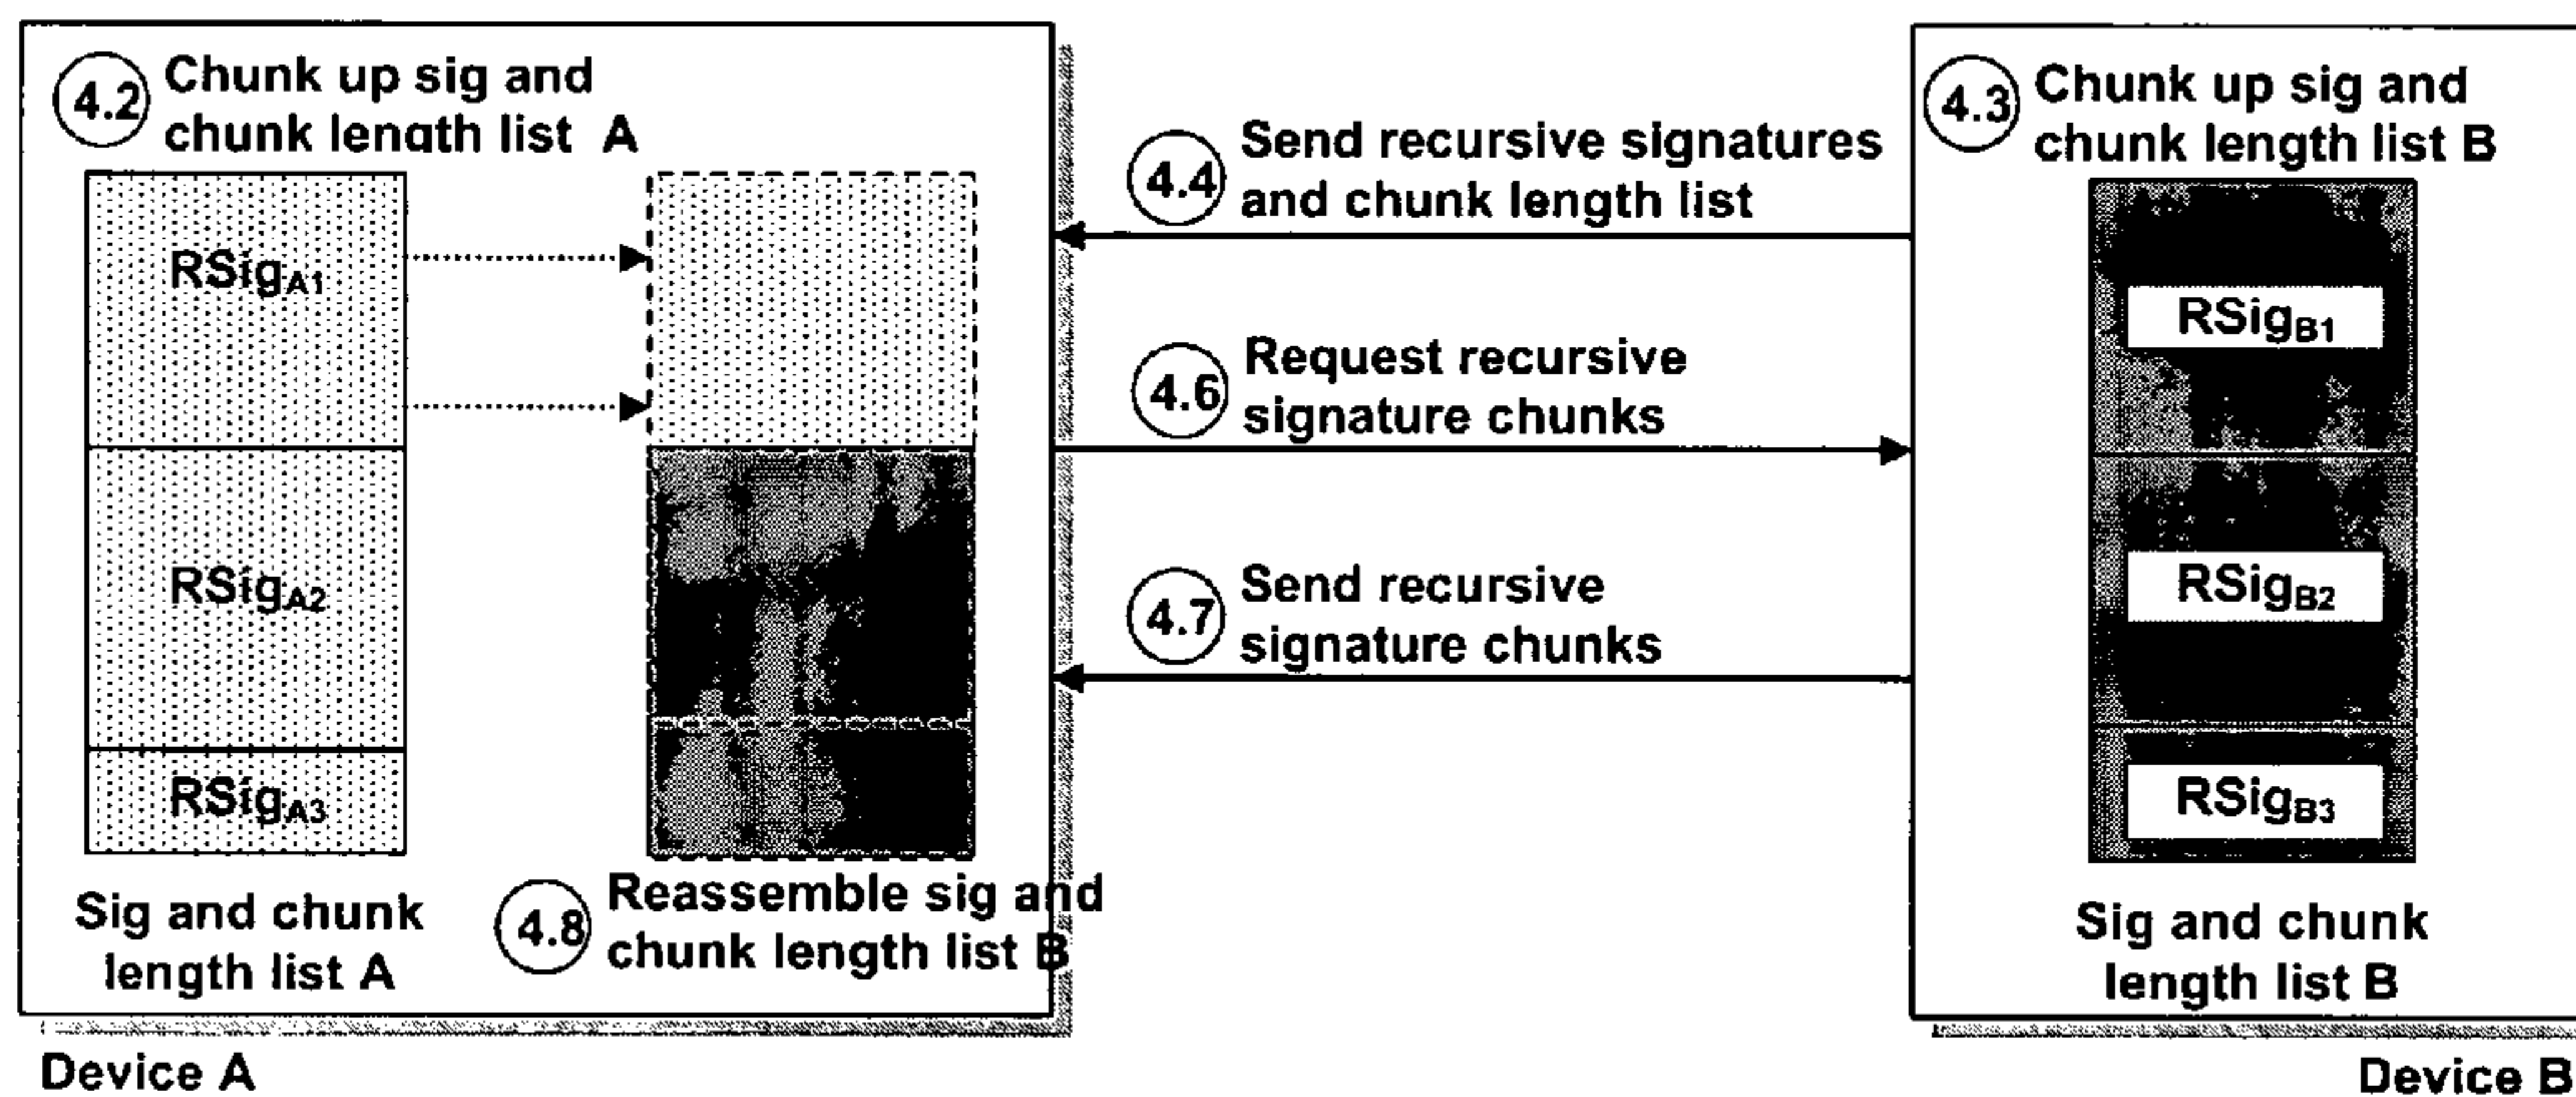 4.2 Chunk up sig and
chunk length list A
RSigA1
RSigA2
RSigA3
Sig and chunk
length list A
4.8 Reassemble sig and
chunk length list B
Device A
4.4 Send recursive signatures
and chunk length list
4.6 Request recursive
signature chunks
4.7 Send recursive
signature chunks
4.3 Chunk up sig and
chunk length list B
RSigB1
RSigB2
RSigB3
Sig and chunk
length list B
Device B